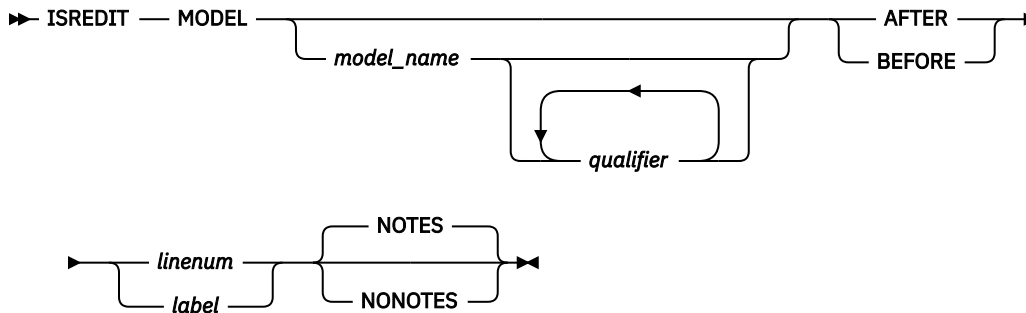 ISREDIT MODEL AFTER
model_name BEFORE
qualifier
NOTES
linenum
label NONOTES